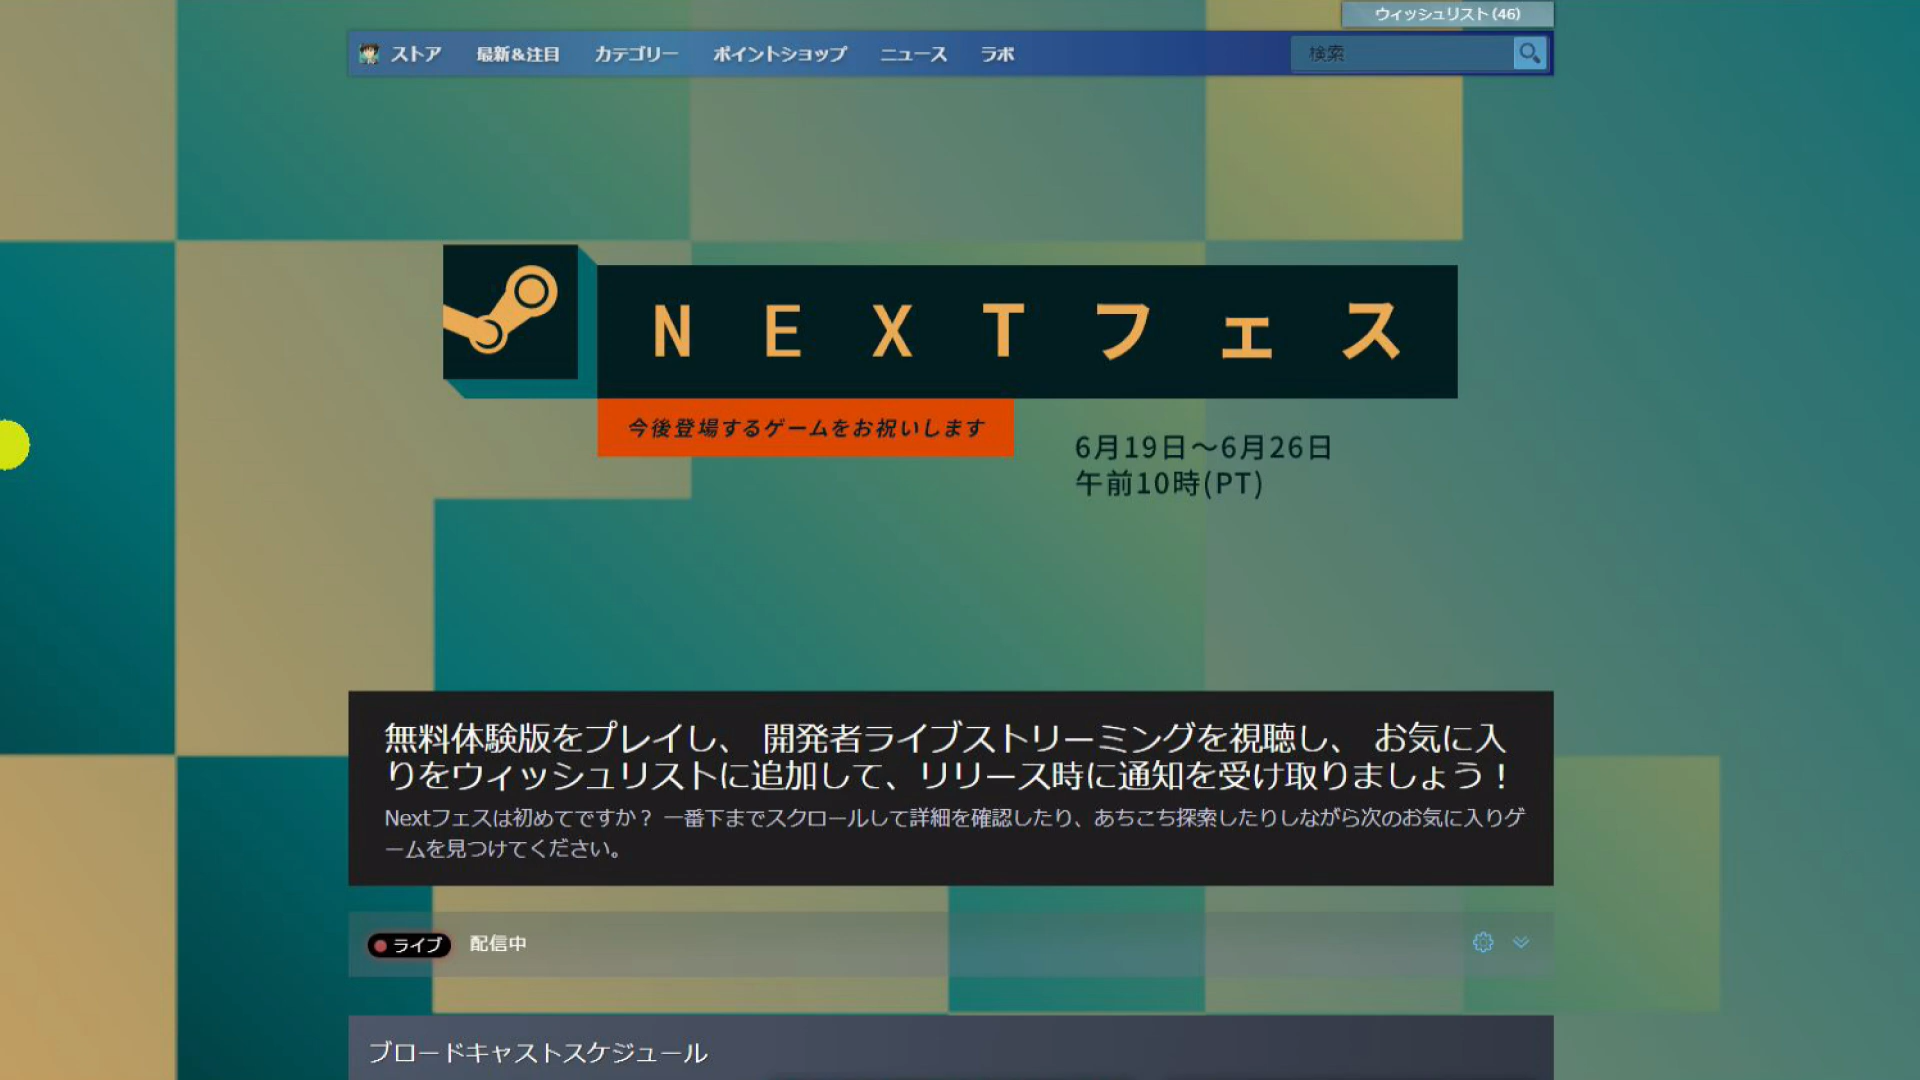 ウィッシュリスト (46)
ストア 最新&注目 カテゴリー ポイントショップ ニュース ラボ 検索
NEXTフェス
今後登場するゲームをお祝いします
6月19日～6月26日
午前10時(PT)
無料体験版をプレイし、 開発者ライブストリーミングを視聴し、 お気に入
りをウィッシュリストに追加して、リリース時に通知を受け取りましょう！
Nextフェスは初めてですか？ 一番下までスクロールして詳細を確認したり、あちこち探索したりしながら次のお気に入りゲ
ームを見つけてください。
ライブ 配信中
ブロードキャストスケジュール